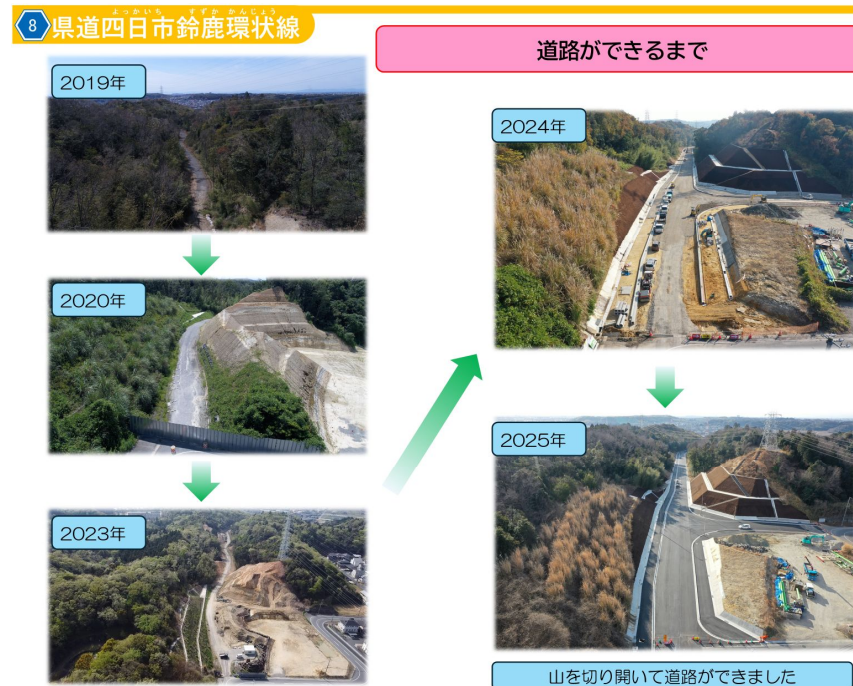 8
よっかいち すずか かんじょう
県道四日市鈴鹿環状線
道路ができるまで
2019年
2020年
2023年
2024年
2025年
山を切り開いて道路ができました